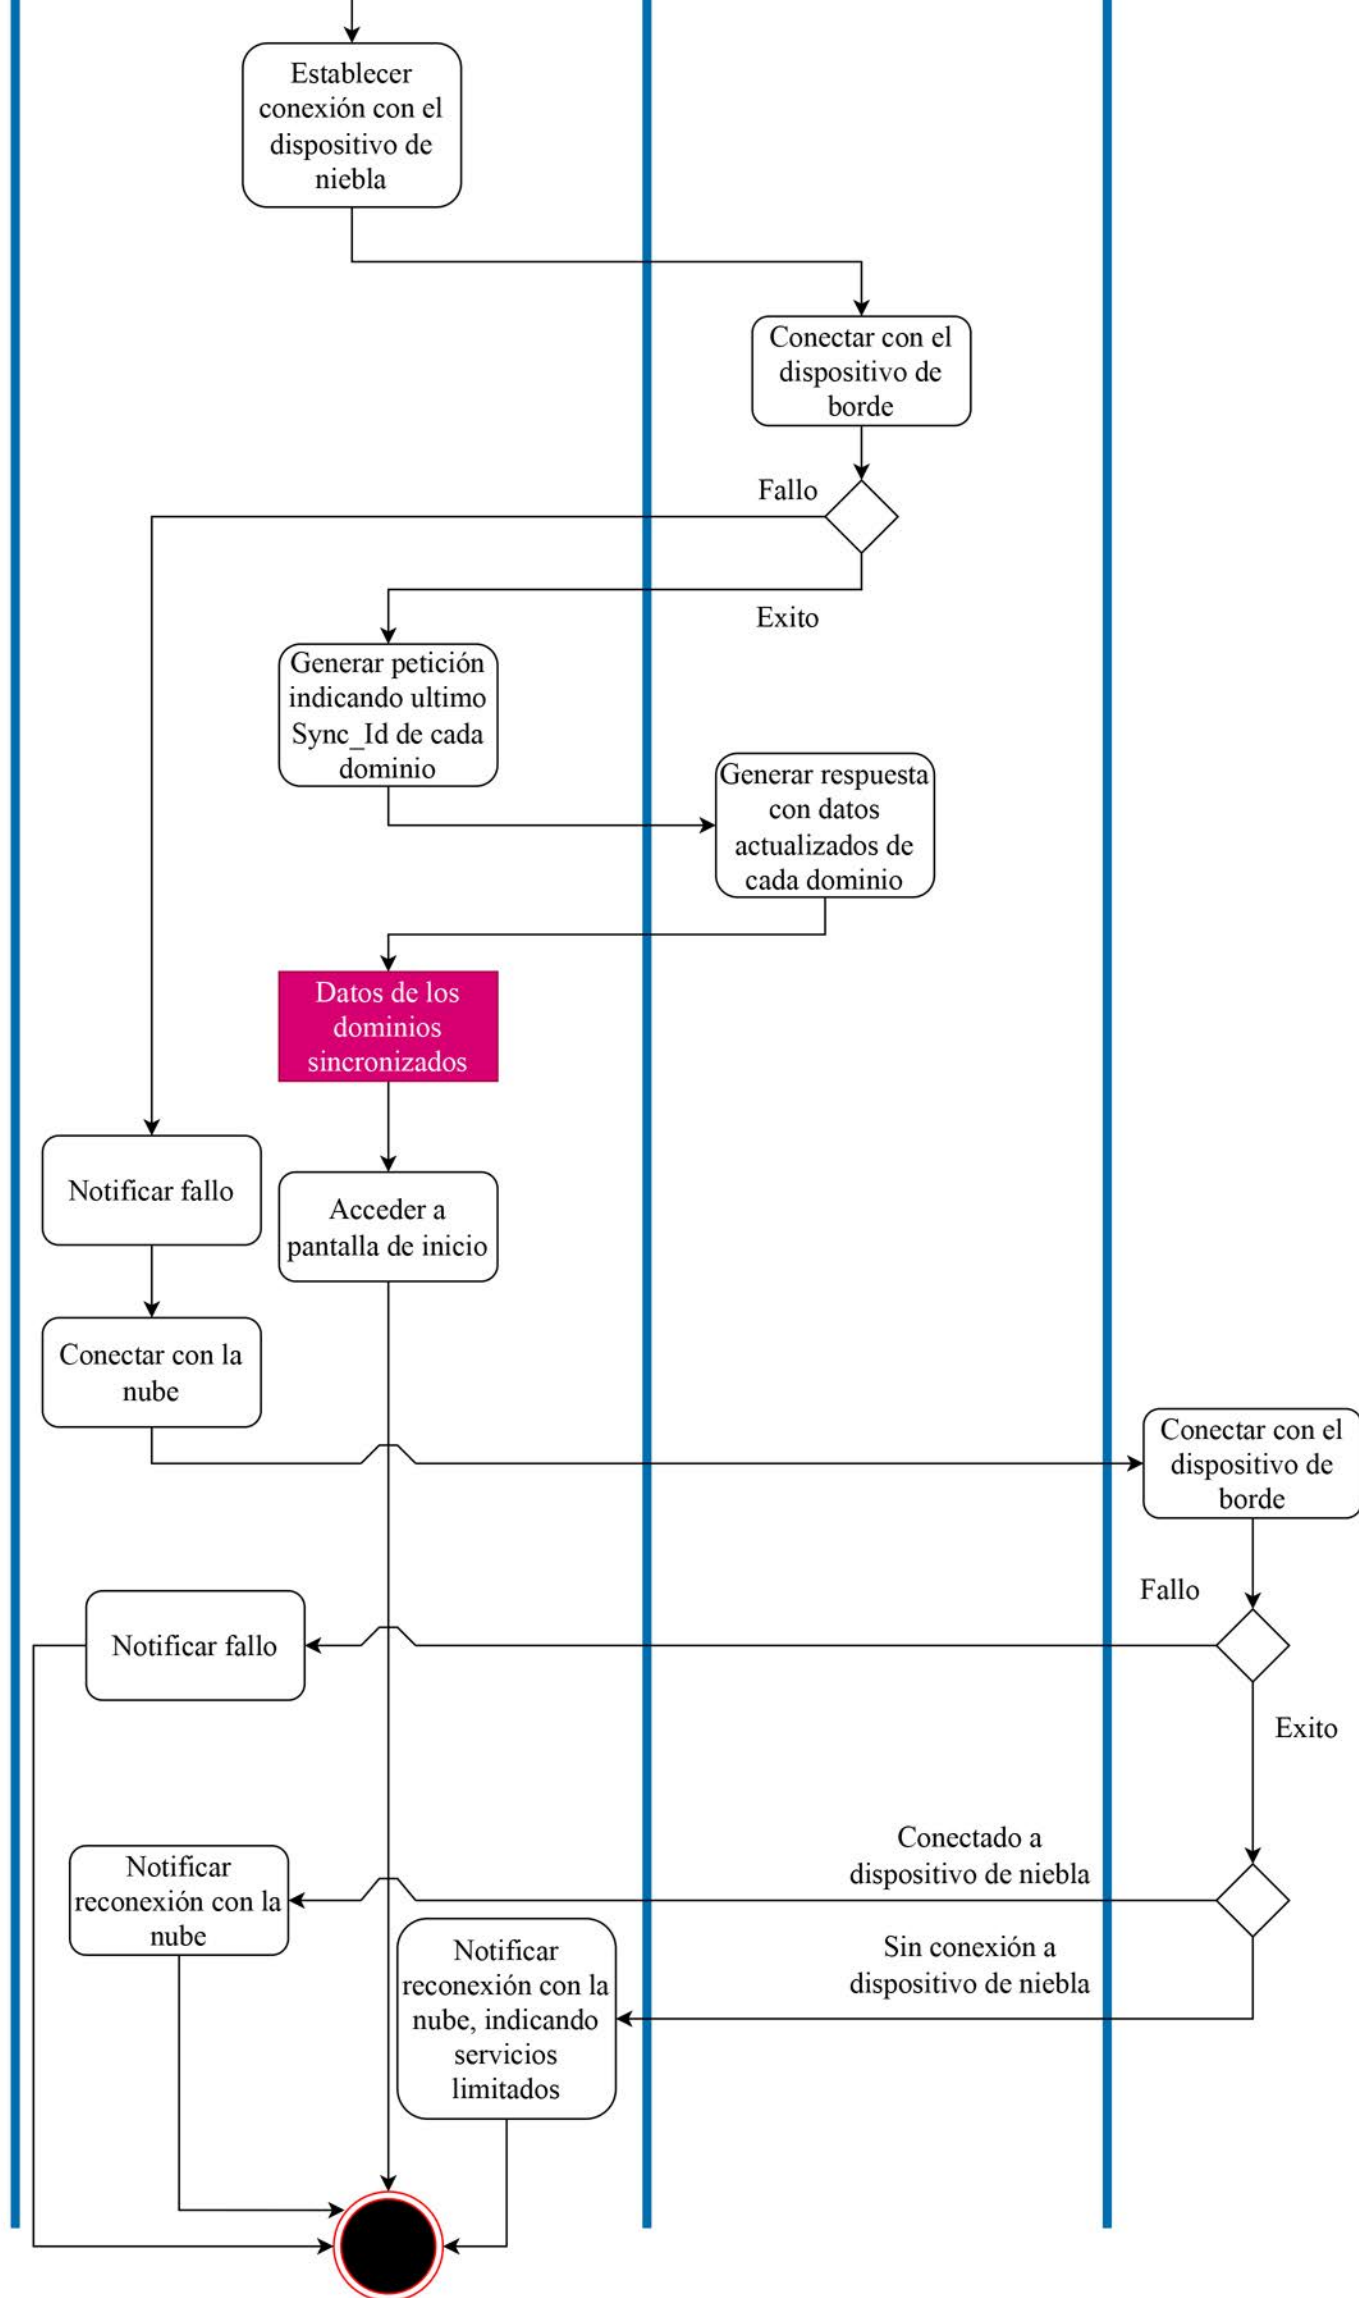 Establecer
conexión con el
dispositivo de
niebla
Conectar con el
dispositivo de
borde
Fallo
Exito
Generar petición
indicando ultimo
Sync_Id de cada
dominio
Generar respuesta
con datos
actualizados de
cada dominio
Datos de los
dominios
sincronizados
Notificar fallo
Acceder a
pantalla de inicio
Conectar con la
nube
Conectar con el
dispositivo de
borde
Fallo
Notificar fallo
Exito
Conectado a
dispositivo de niebla
Notificar
reconexión con la
nube
Sin conexión a
dispositivo de niebla
Notificar
reconexión con la
nube, indicando
servicios
limitados